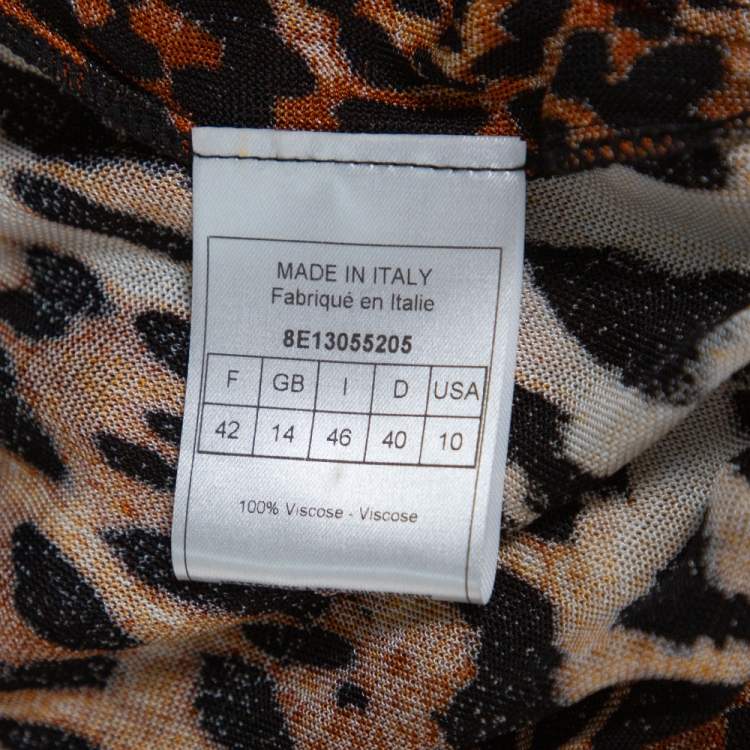 MADE IN ITALY
Fabriqué en Italie
8E13055205
F GB I D USA
42 14 46 40 10
100% Viscose - Viscose